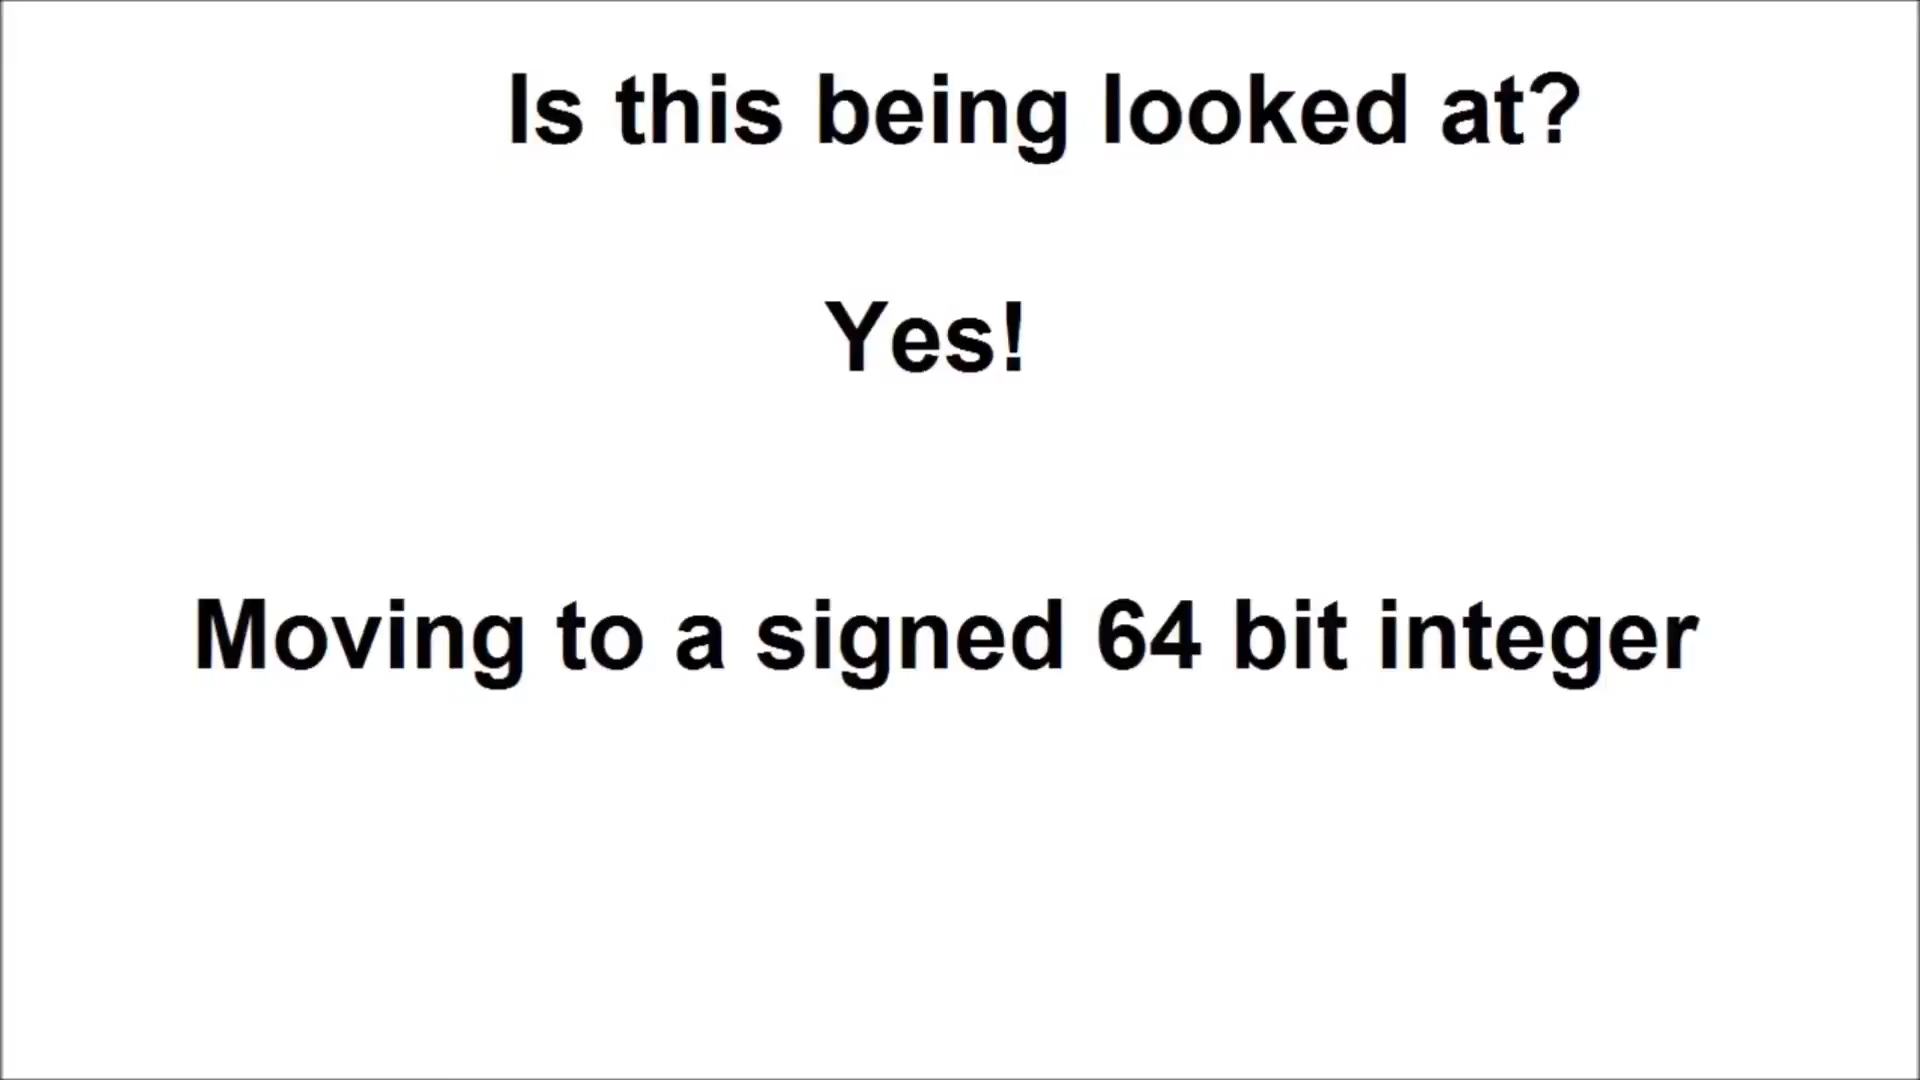 Is this being looked at?
Yes!
Moving to a signed 64 bit integer